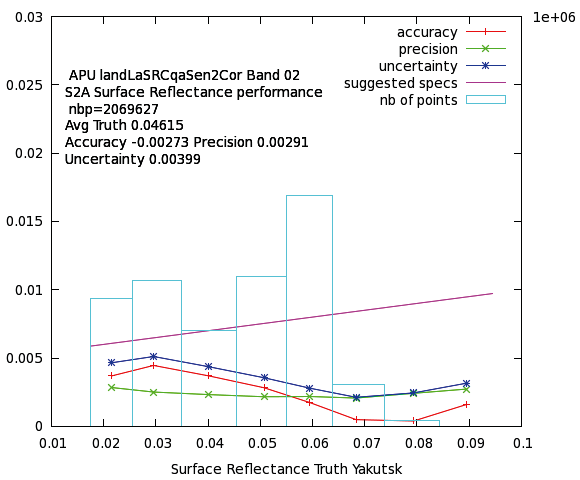 0.03
1e+06
accuracy
precision
uncertainty
suggested specs
nb of points
APU landLaSRCqaSen2Cor Band 02
S2A Surface Reflectance performance
nbp=2069627
Avg Truth 0.04615
Accuracy -0.00273 Precision 0.00291
Uncertainty 0.00399
0.025
0.02
0.015
0.01
0.005
0
0.01 0.02 0.03 0.04 0.05 0.06 0.07 0.08 0.09 0.1
Surface Reflectance Truth Yakutsk